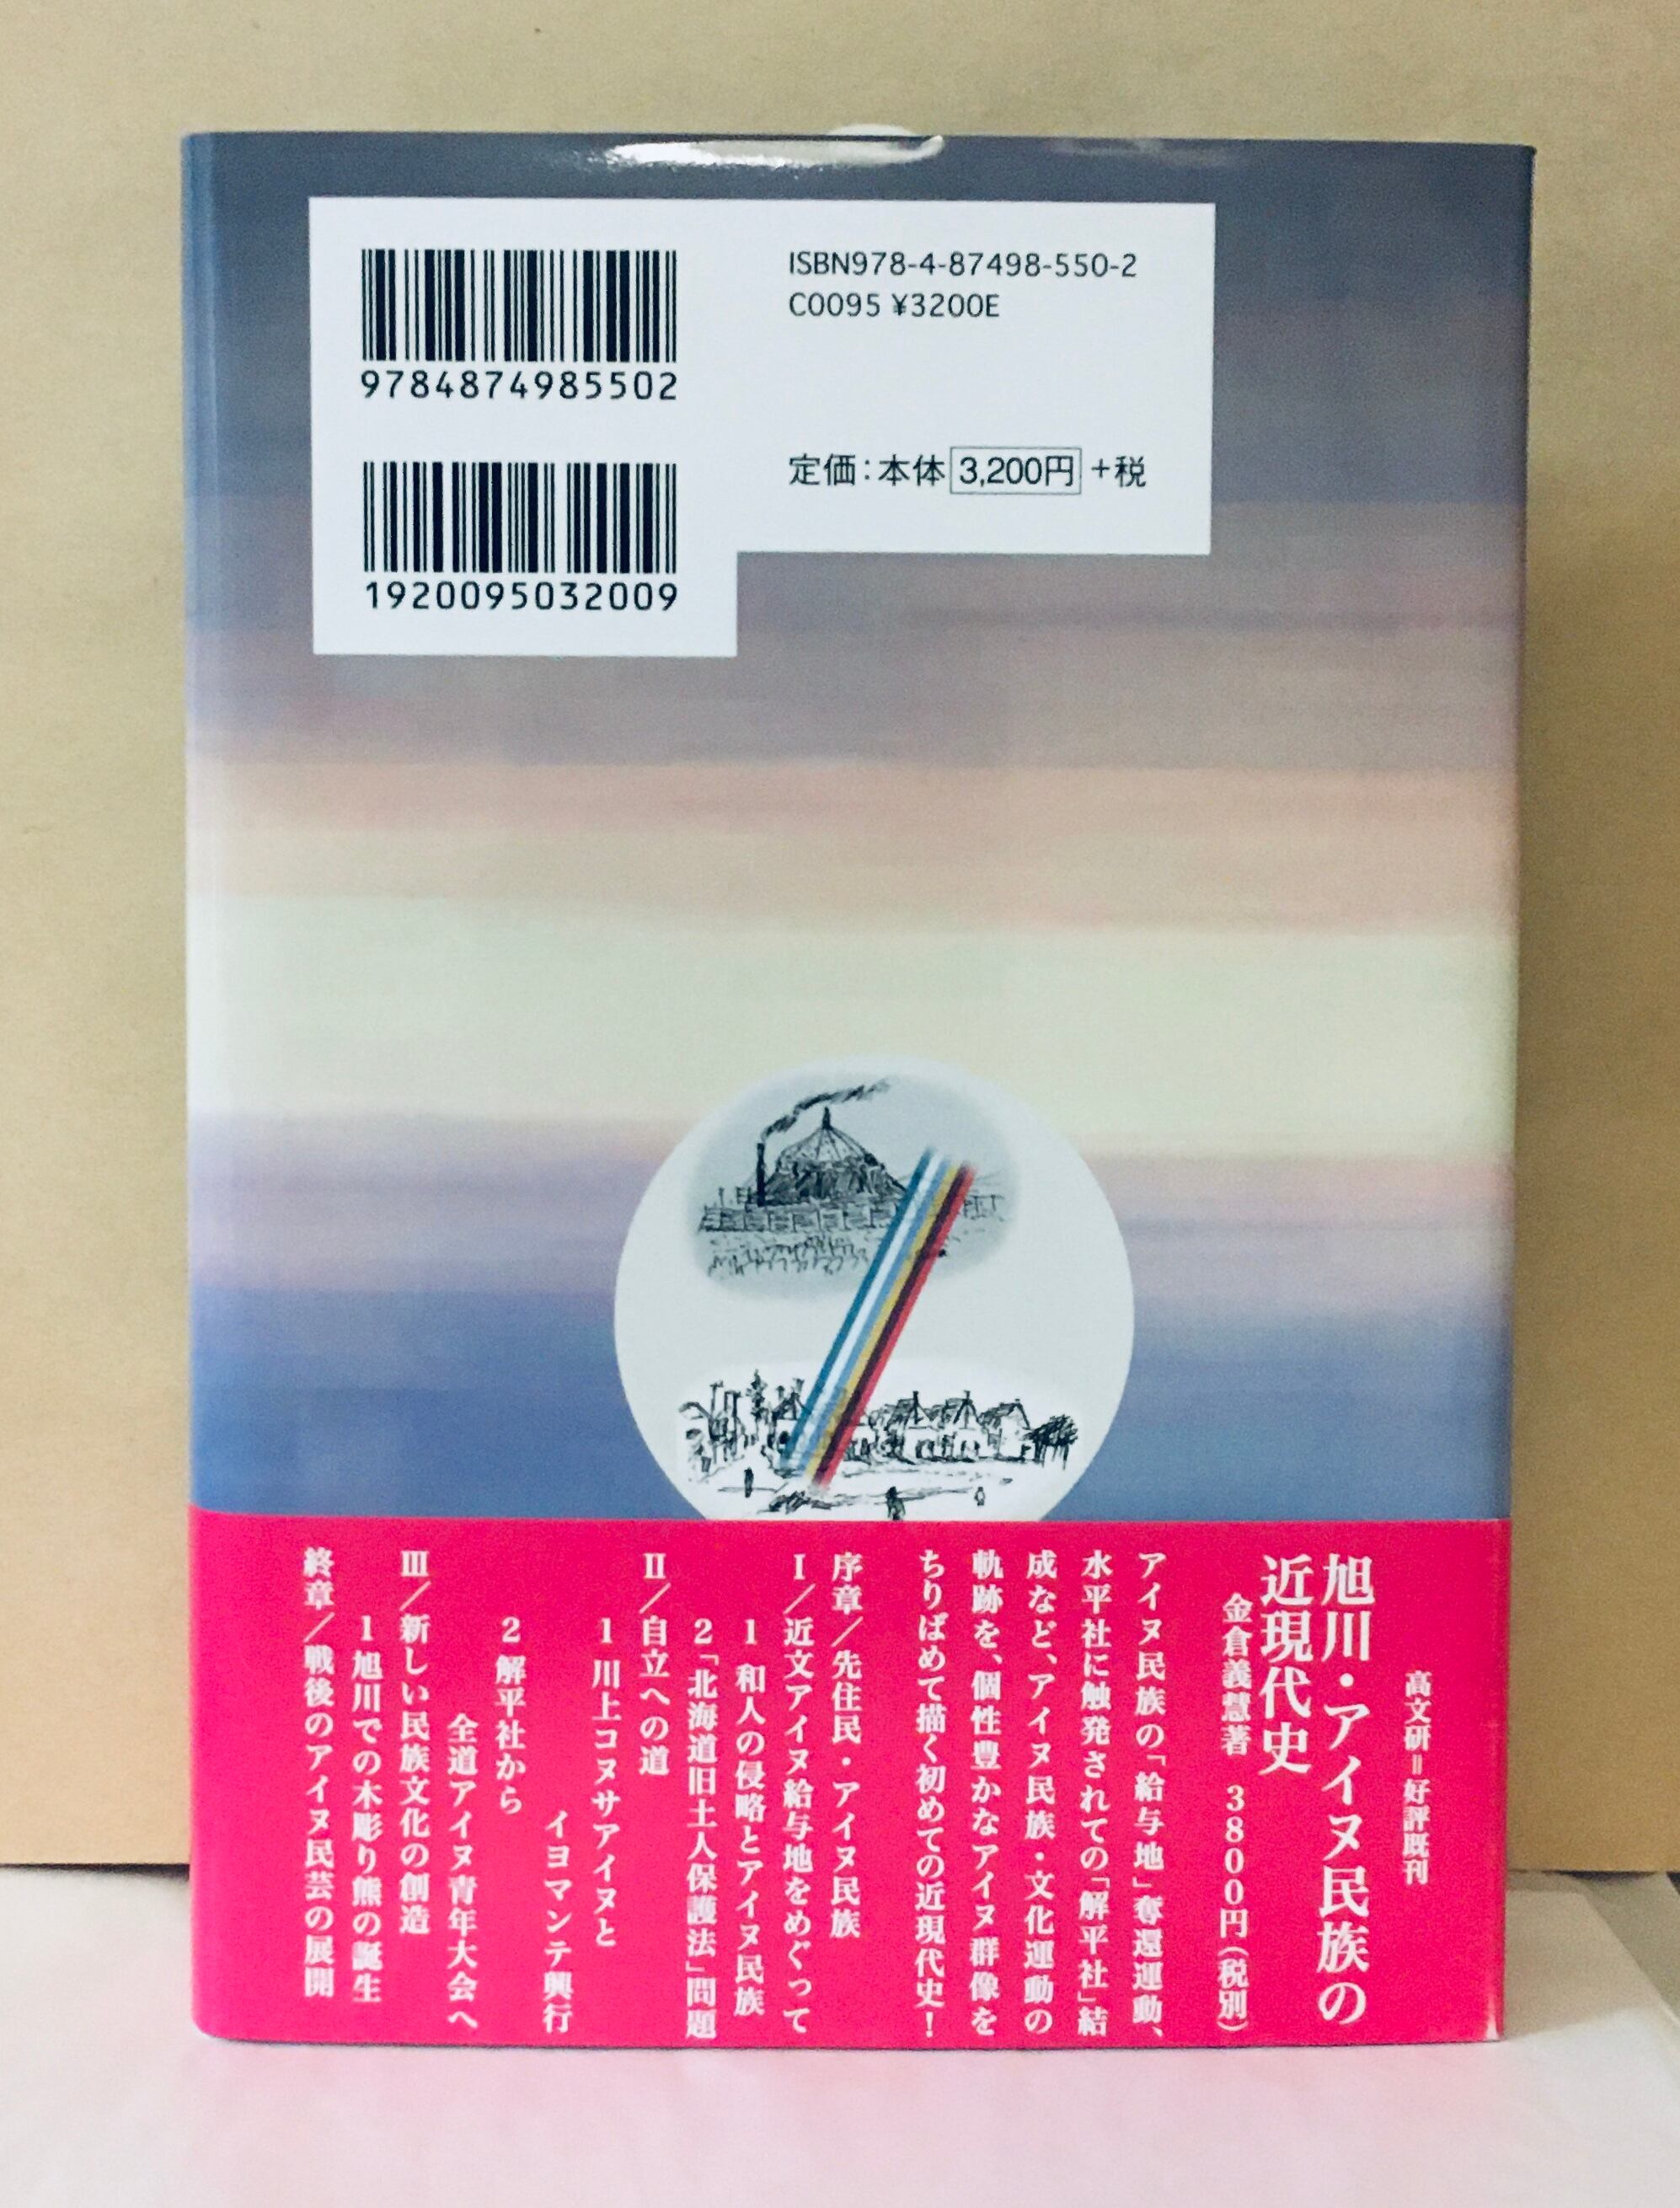 ISBN978-4-87498-550-2
C0095 ¥3200E
9784874985502
定価：本体3,200円+税
1920095032009
高文研＝好評既刊
旭川・アイヌ民族の
近現代史
金倉義慧著　3800円（税別）
アイヌ民族の「給与地」奪還運動、
水平社に触発されての「解平社」結
成など、アイヌ民族・文化運動の
軌跡を、個性豊かなアイヌ群像を
ちりばめて描く初めての近現代史！
序章／先住民・アイヌ民族
Ⅰ／近文アイヌ給与地をめぐって
1 和人の侵略とアイヌ民族
2「北海道旧土人保護法」問題
Ⅱ／自立への道
1 川上コヌサアイヌと
イヨマンテ興行
2 解平社から
全道アイヌ青年大会へ
Ⅲ／新しい民族文化の創造
1 旭川での木彫り熊の誕生
終章／戦後のアイヌ民芸の展開